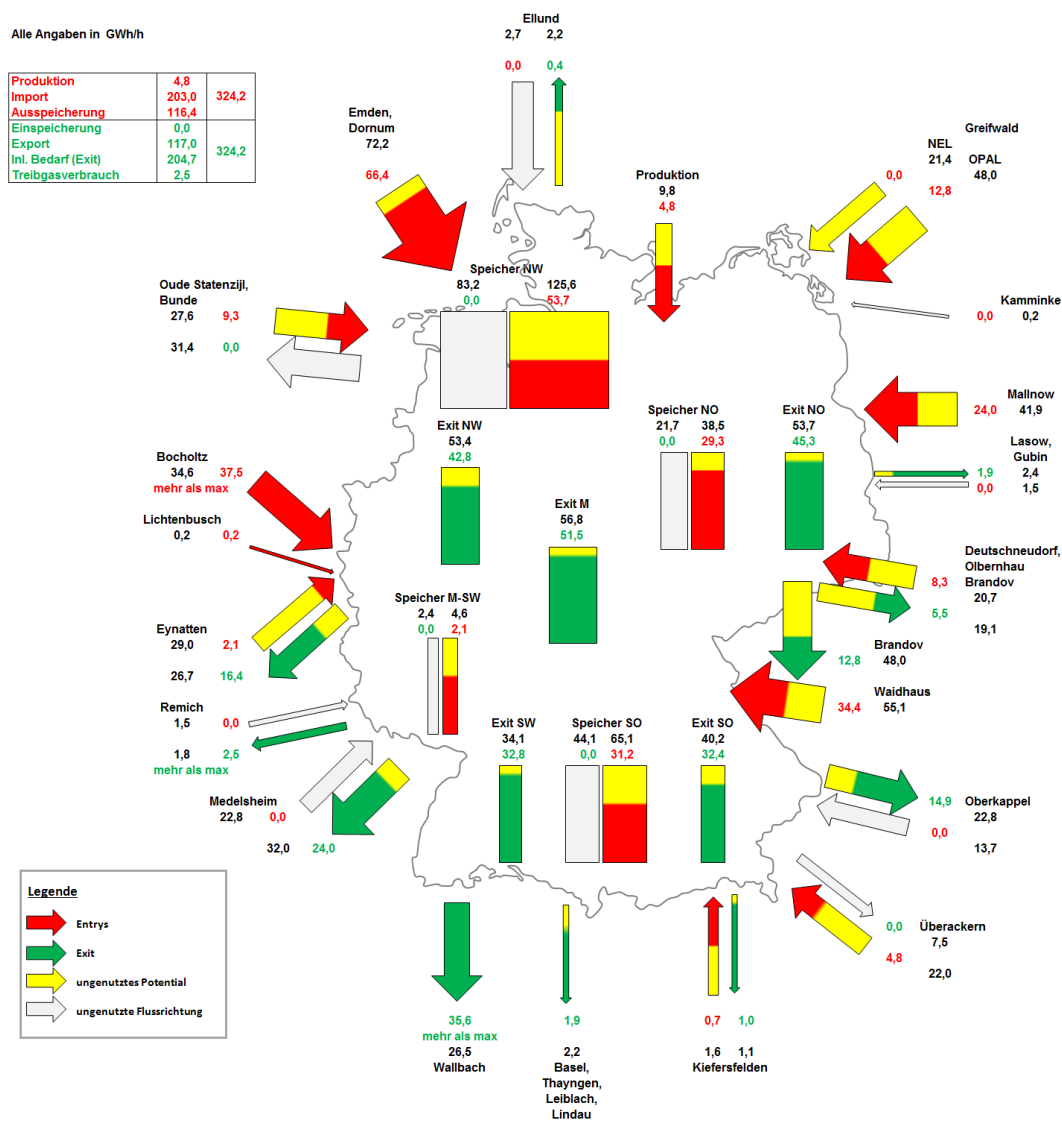 Alle Angaben in GWh/h
Produktion 4,8
Import 203,0 324,2
Ausspeicherung 116,4
Einspeicherung 0,0
Export 117,0 324,2
Inl. Bedarf (Exit) 204,7
Treibgasverbrauch 2,5
Ellund
2,7 2,2
0,0 0,4
Emden,
Dornum
72,2
66,4
Produktion
9,8
4,8
Greifwald
NEL
21,4 OPAL
0,0 12,8 48,0
Speicher NW
83,2 125,6
0,0 53,7
Oude Statenzijl,
Bunde
27,6 9,3
31,4 0,0
Kamminke
0,0 0,2
Mallnow
24,0 41,9
Speicher NO
21,7 38,5
0,0 29,3
Exit NO
53,7
45,3
Exit NW
53,4
42,8
Lasow,
Gubin
1,9 2,4
0,0 1,5
Bocholtz
34,6 37,5
mehr als max
Lichtenbusch
0,2 0,2
Exit M
56,8
51,5
Deutschneudorf,
Olbernhau
8,3 Brandov
20,7
5,5
19,1
Speicher M-SW
2,4 4,6
0,0 2,1
Eynatten
29,0 2,1
26,7 16,4
Brandov
12,8 48,0
Waidhaus
34,4 55,1
Remich
1,5 0,0
1,8 2,5
mehr als max
Exit SW
34,1
32,8
Speicher SO
44,1 65,1
0,0 31,2
Exit SO
40,2
32,4
Medelsheim
22,8 0,0
32,0 24,0
14,9 Oberkappel
22,8
0,0
13,7
Legende
Entrys
Exit
ungenutztes Potential
ungenutzte Flussrichtung
0,0 Überackern
7,5
4,8
22,0
35,6
mehr als max
26,5
Wallbach
1,9
2,2
Basel,
Thayngen,
Leiblach,
Lindau
0,7 1,0
1,6 1,1
Kiefersfelden